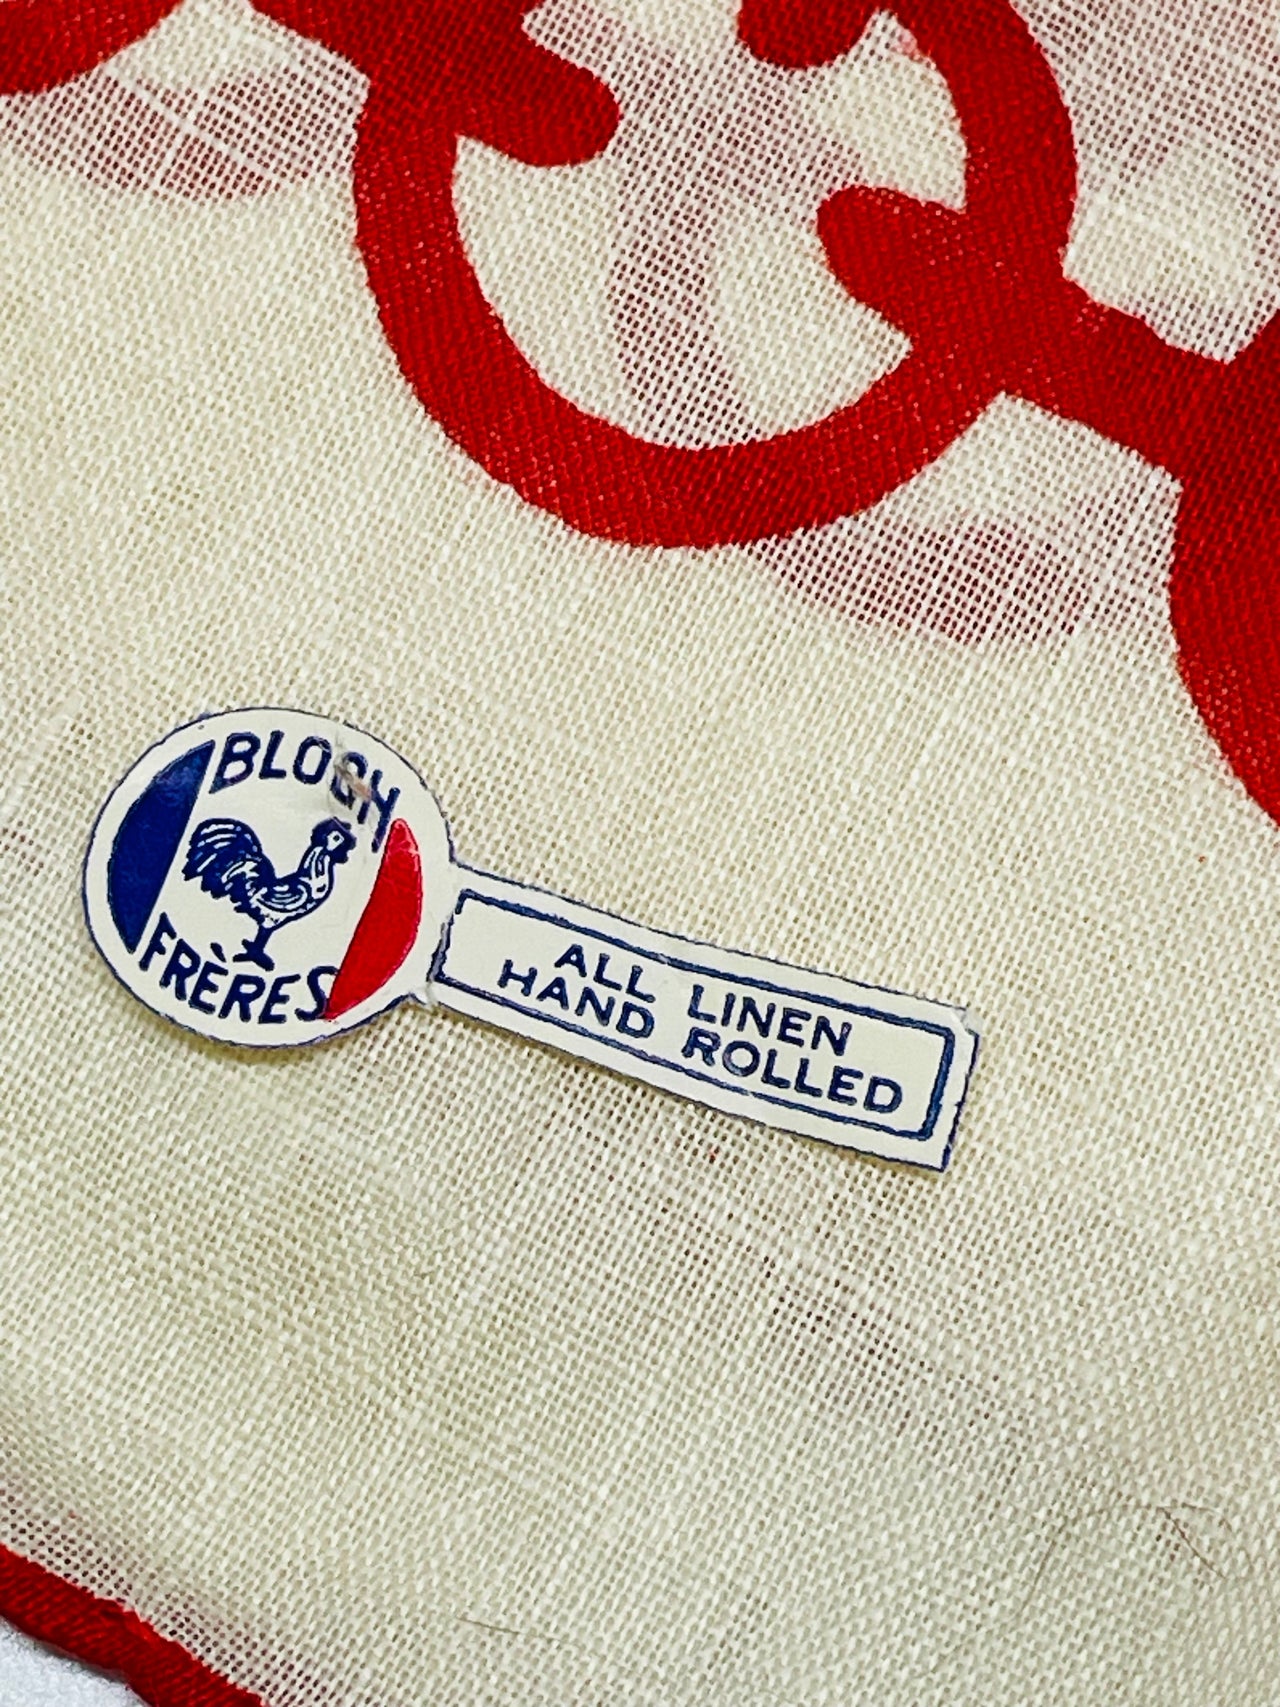 BLOCH
FRÈRES
ALL LINEN
HAND ROLLED